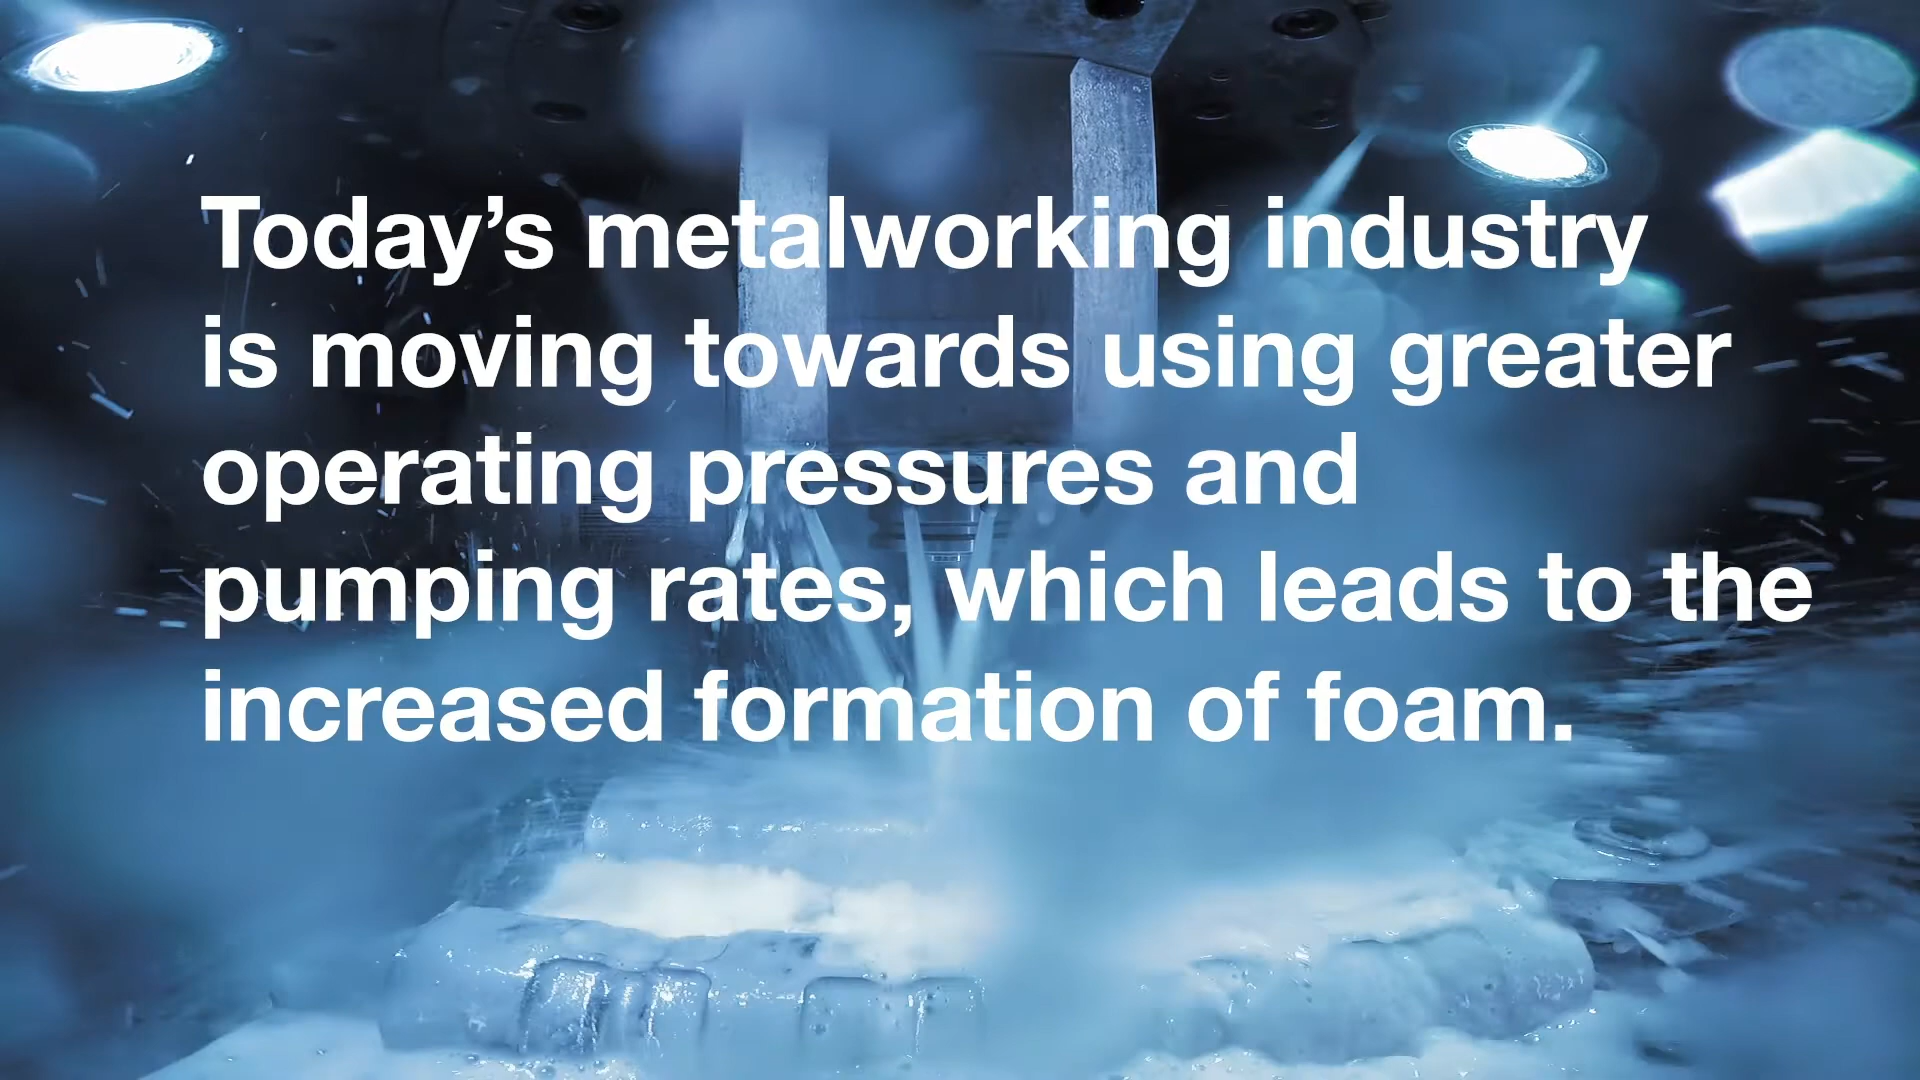 Today’s metalworking industry
is moving towards using greater
operating pressures and
pumping rates, which leads to the
increased formation of foam.